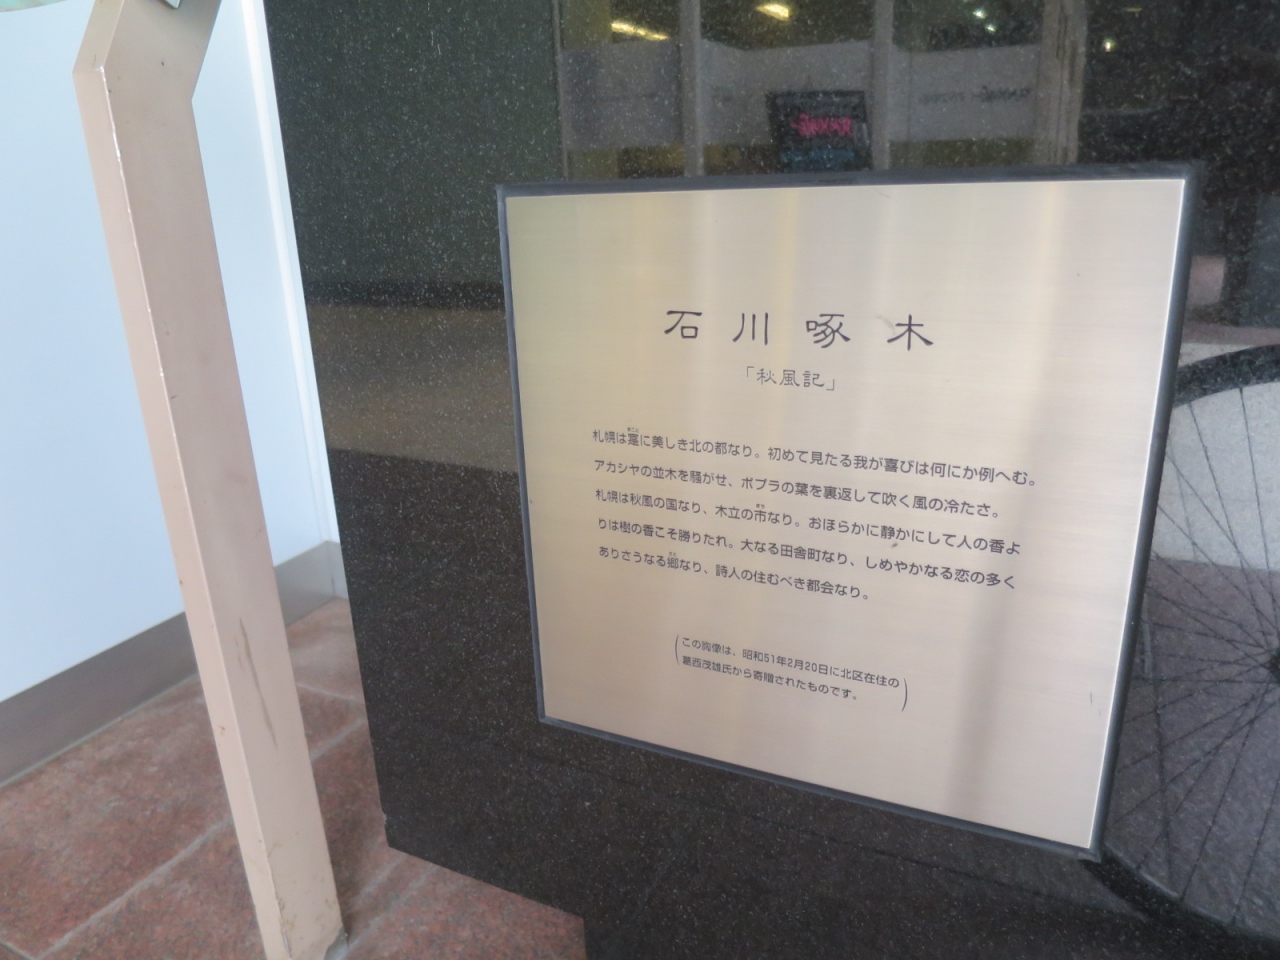 石川啄木
「秋風記」
札幌は寔に美しき北の都なり。初めて見たる我が喜びは何にか例へむ。
アカシヤの並木を騒がせ、ポプラの葉を裏返して吹く風の冷たさ。
札幌は秋風の国なり、木立の市なり。おほらかに静かにして人の香よ
りは樹の香こそ勝りたれ。大なる田舎町なり、しめやかなる恋の多く
ありさうなる郷なり、詩人の住むべき都会なり。
(この胸像は、昭和51年2月20日に北区在住の
葛西茂雄氏から寄贈されたものです。)